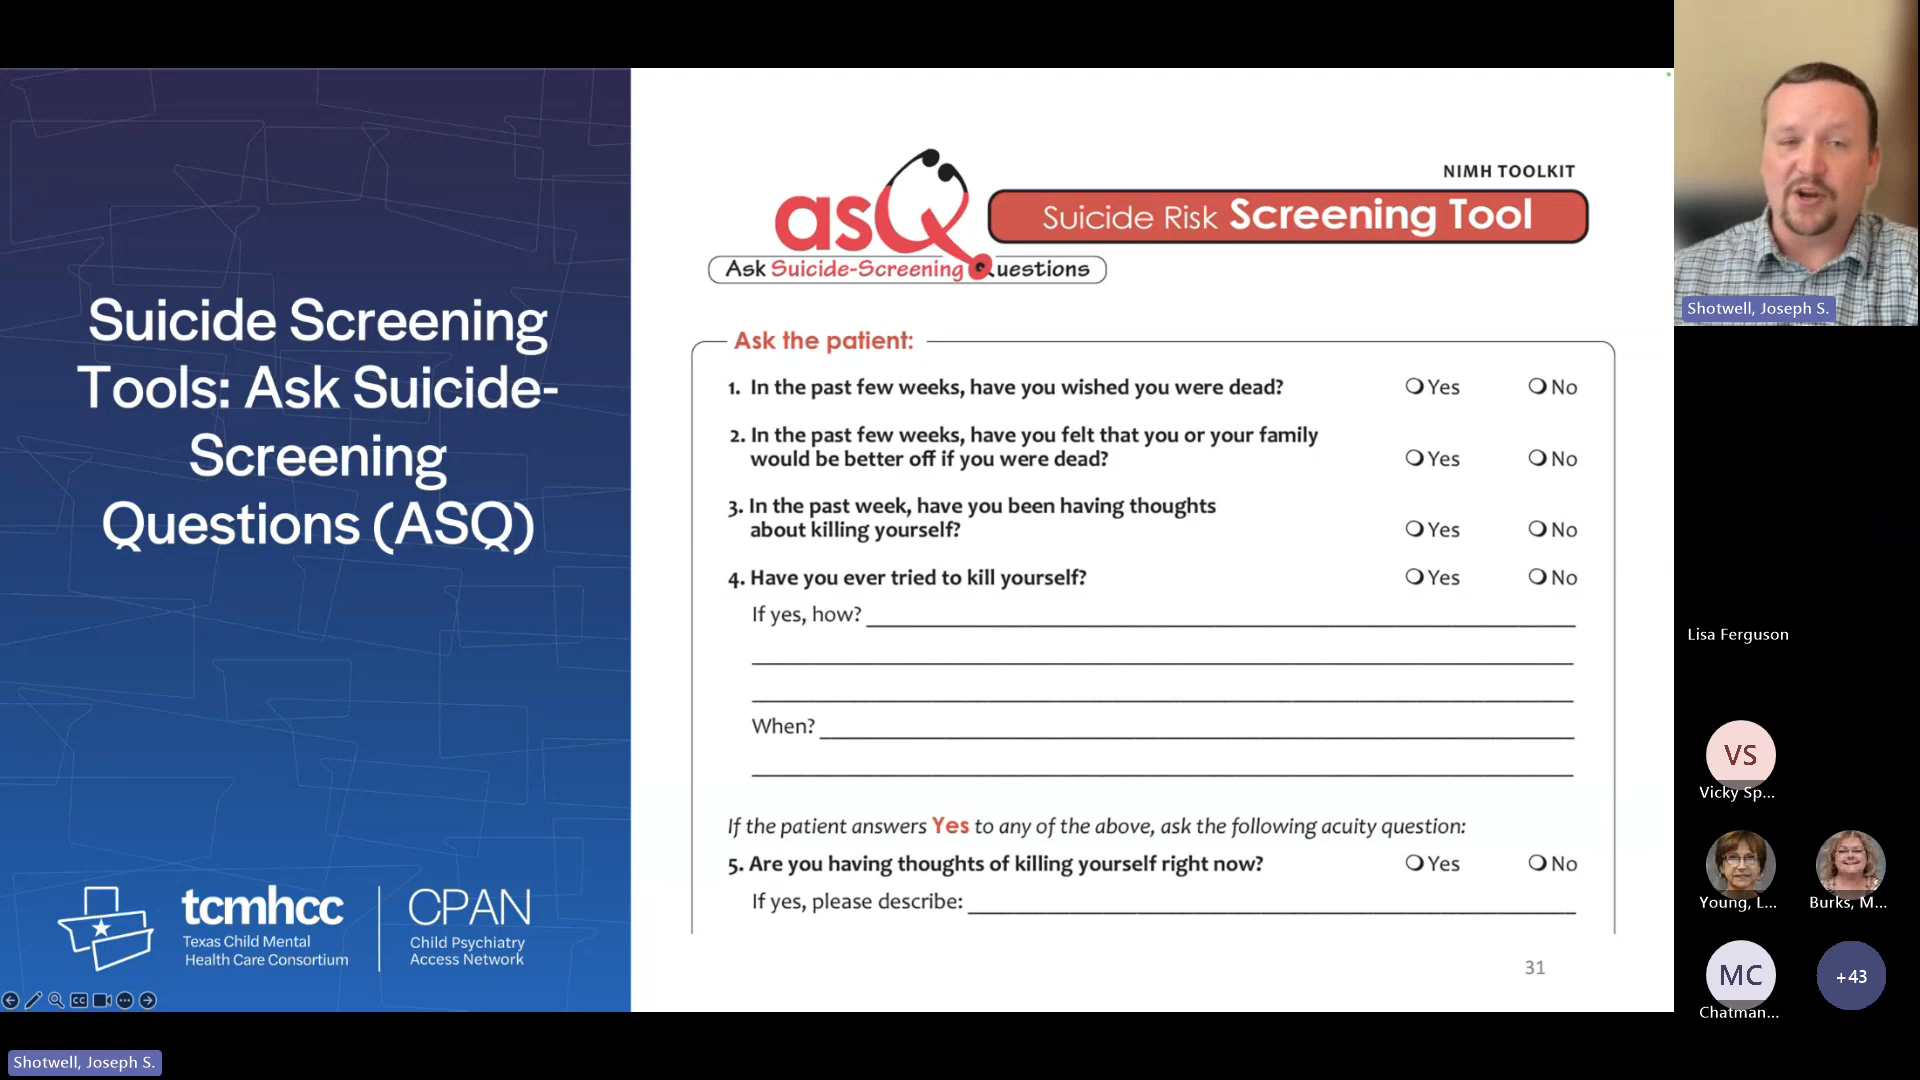 Suicide Screening
Tools: Ask Suicide-
Screening
Questions (ASQ)
tcmhcc
Texas Child Mental
Health Care Consortium
CPAN
Child Psychiatry
Access Network
NIMH TOOLKIT
asQ
Suicide Risk Screening Tool
Ask Suicide-Screening Questions
Ask the patient:
1. In the past few weeks, have you wished you were dead? Yes No
2. In the past few weeks, have you felt that you or your family
would be better off if you were dead? Yes No
3. In the past week, have you been having thoughts
about killing yourself? Yes No
4. Have you ever tried to kill yourself? Yes No
If yes, how?
When?
If the patient answers Yes to any of the above, ask the following acuity question:
5. Are you having thoughts of killing yourself right now? Yes No
If yes, please describe:
31
Shotwell, Joseph S.
Lisa Ferguson
VS
Vicky Sp...
Young, L...
Burks, M...
MC
Chatman...
+43
CC
Shotwell, Joseph S.